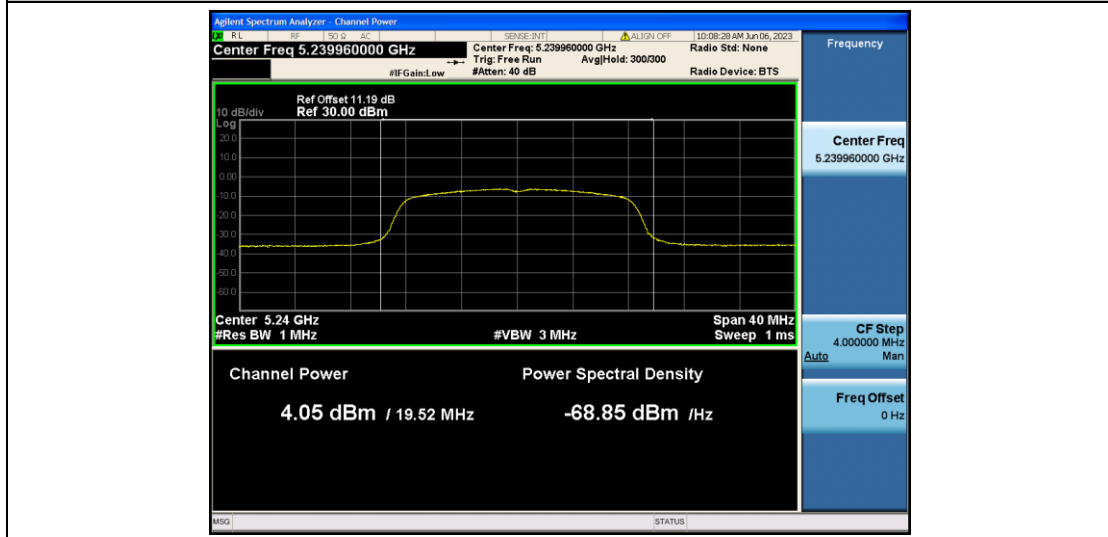 Agilent Spectrum Analyzer - Channel Power
RL RF 50 Ω AC SENSE:INT ALIGN OFF 10:08:28 AM Jun 06, 2023
Center Freq 5.239960000 GHz
Center Freq: 5.239960000 GHz
Radio Std: None
Trig: Free Run Avg|Hold: 300/300
#IFGain:Low #Atten: 40 dB Radio Device: BTS
Ref Offset 11.19 dB
10 dB/div Ref 30.00 dBm
Log
20.0
10.0
0.00
-10.0
-20.0
-30.0
-40.0
-50.0
-60.0
Center 5.24 GHz Span 40 MHz
#Res BW 1 MHz #VBW 3 MHz Sweep 1 ms
Channel Power Power Spectral Density
4.05 dBm / 19.52 MHz -68.85 dBm /Hz
MSG STATUS
Frequency
Center Freq
5.239960000 GHz
CF Step
4.000000 MHz
Auto Man
Freq Offset
0 Hz